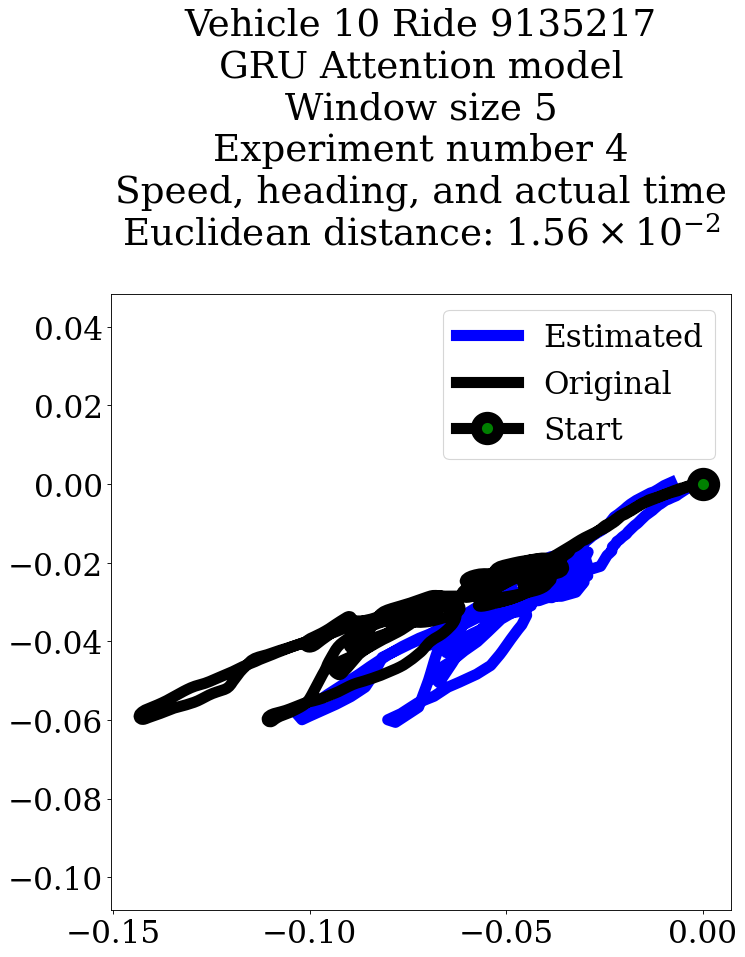 Vehicle 10 Ride 9135217
GRU Attention model
Window size 5
Experiment number 4
Speed, heading, and actual time
Euclidean distance: 1.56 × 10⁻²
Estimated
Original
Start
0.04
0.02
0.00
−0.02
−0.04
−0.06
−0.08
−0.10
−0.15
−0.10
−0.05
0.00